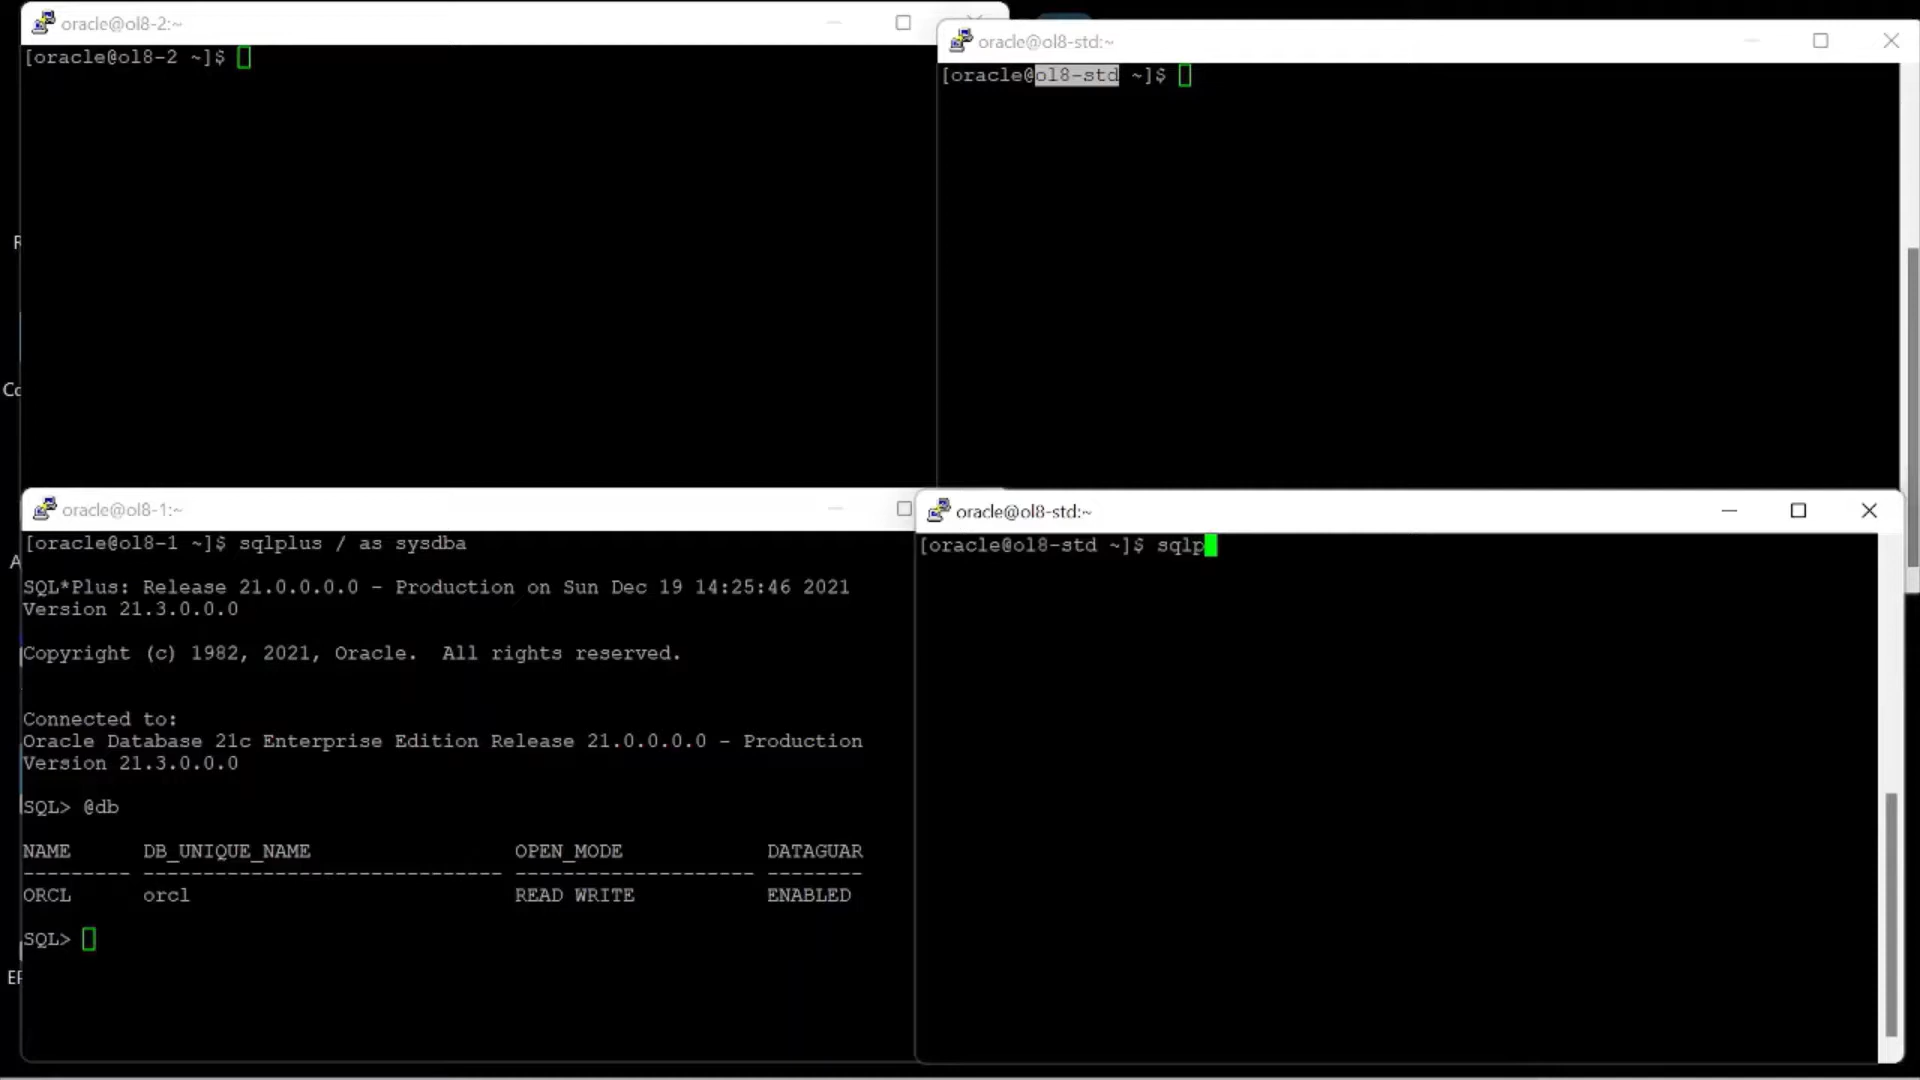 oracle@ol8-2:~
[oracle@ol8-2 ~]$
oracle@ol8-std:~
[oracle@ol8-std ~]$
R
Co
A
EF
oracle@ol8-1:~
[oracle@ol8-1 ~]$ sqlplus / as sysdba
SQL*Plus: Release 21.0.0.0.0 - Production on Sun Dec 19 14:25:46 2021
Version 21.3.0.0.0
Copyright (c) 1982, 2021, Oracle.  All rights reserved.
Connected to:
Oracle Database 21c Enterprise Edition Release 21.0.0.0.0 - Production
Version 21.3.0.0.0
SQL> @db
NAME      DB_UNIQUE_NAME                 OPEN_MODE            DATAGUAR
--------- ------------------------------ -------------------- --------
ORCL      orcl                           READ WRITE           ENABLED
SQL>
oracle@ol8-std:~
[oracle@ol8-std ~]$ sqlp